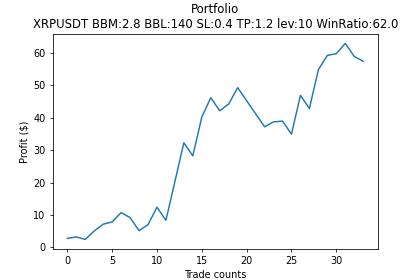 Portfolio
XRPUSDT BBM:2.8 BBL:140 SL:0.4 TP:1.2 lev:10 WinRatio:62.0
60
50
40
30
20
10
0
Profit ($)
0 5 10 15 20 25 30
Trade counts